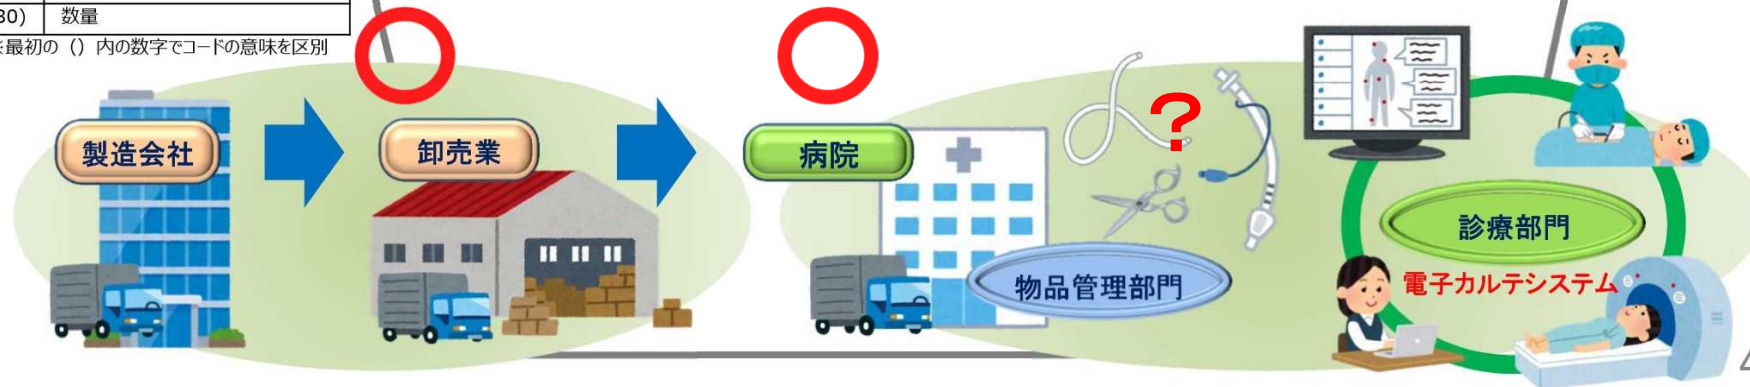 30) 数量
※最初の（）内の数字でコードの意味を区別
製造会社
卸売業
病院
?
物品管理部門
診療部門
電子カルテシステム